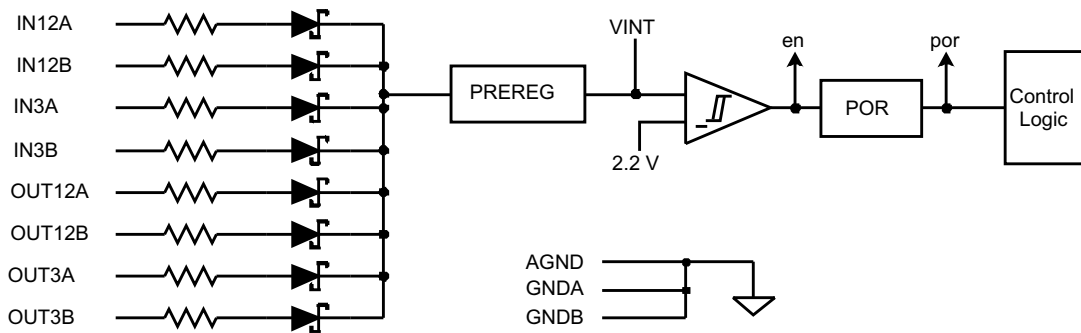 IN12A
IN12B
IN3A
IN3B
OUT12A
OUT12B
OUT3A
OUT3B
PREREG
VINT
2.2 V
en
POR
por
Control
Logic
AGND
GNDA
GNDB